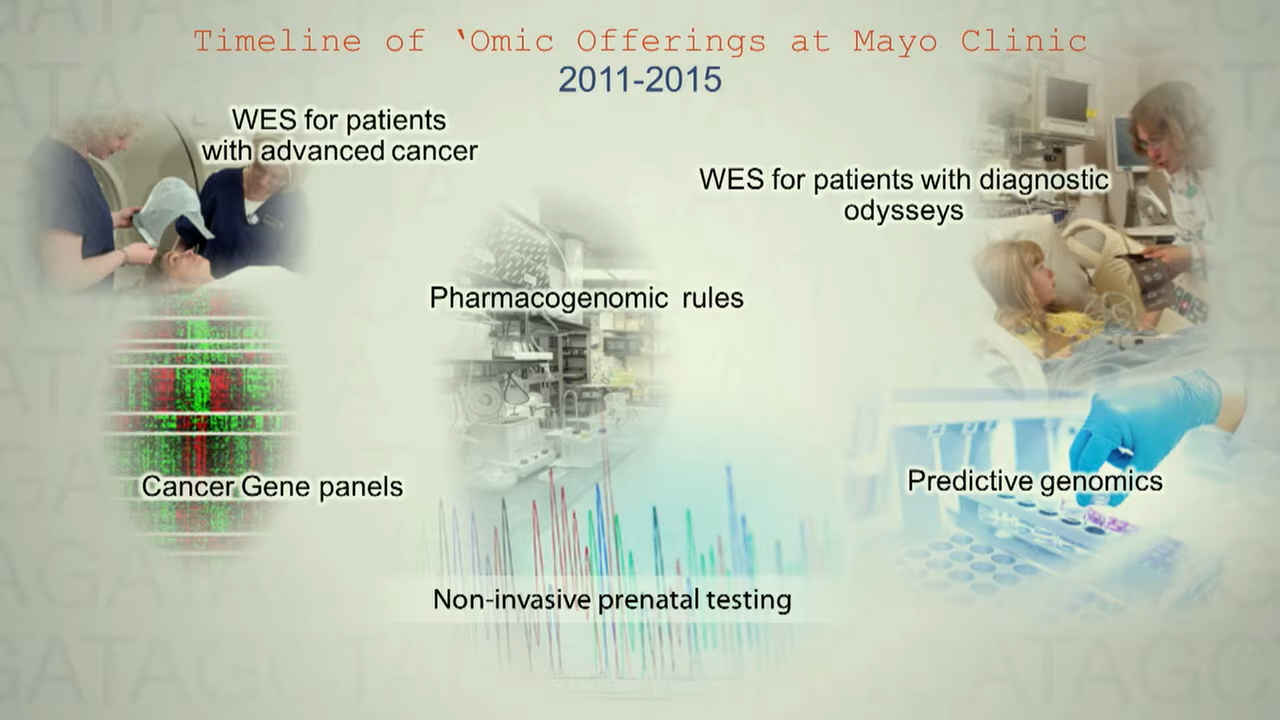 Timeline of ‘Omic Offerings at Mayo Clinic
2011-2015
WES for patients
with advanced cancer
WES for patients with diagnostic
odysseys
Pharmacogenomic rules
Cancer Gene panels
Predictive genomics
Non-invasive prenatal testing